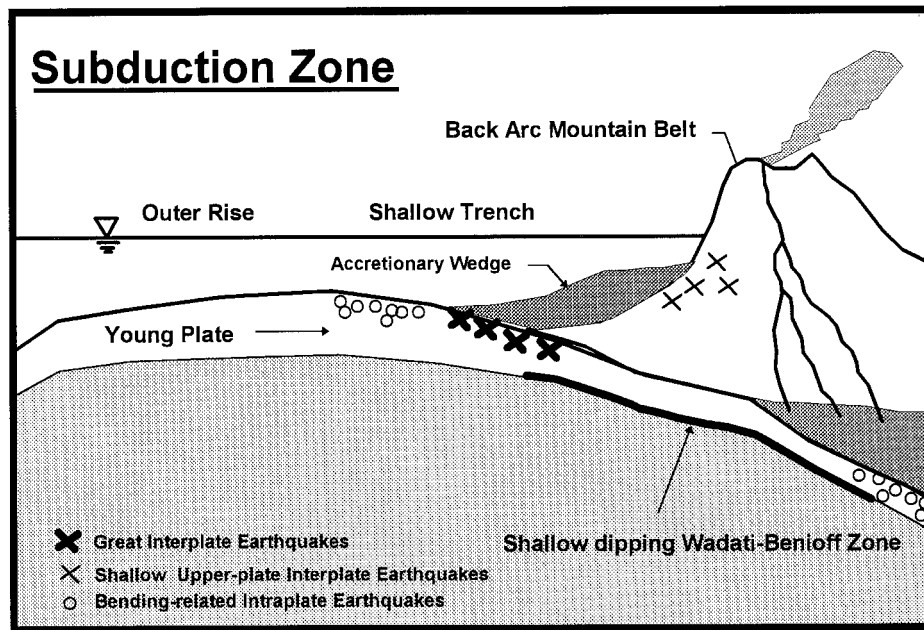 Subduction Zone
Back Arc Mountain Belt
Outer Rise
Shallow Trench
Accretionary Wedge
Young Plate
Great Interplate Earthquakes
Shallow dipping Wadati-Benioff Zone
Shallow Upper-plate Interplate Earthquakes
Bending-related Intraplate Earthquakes